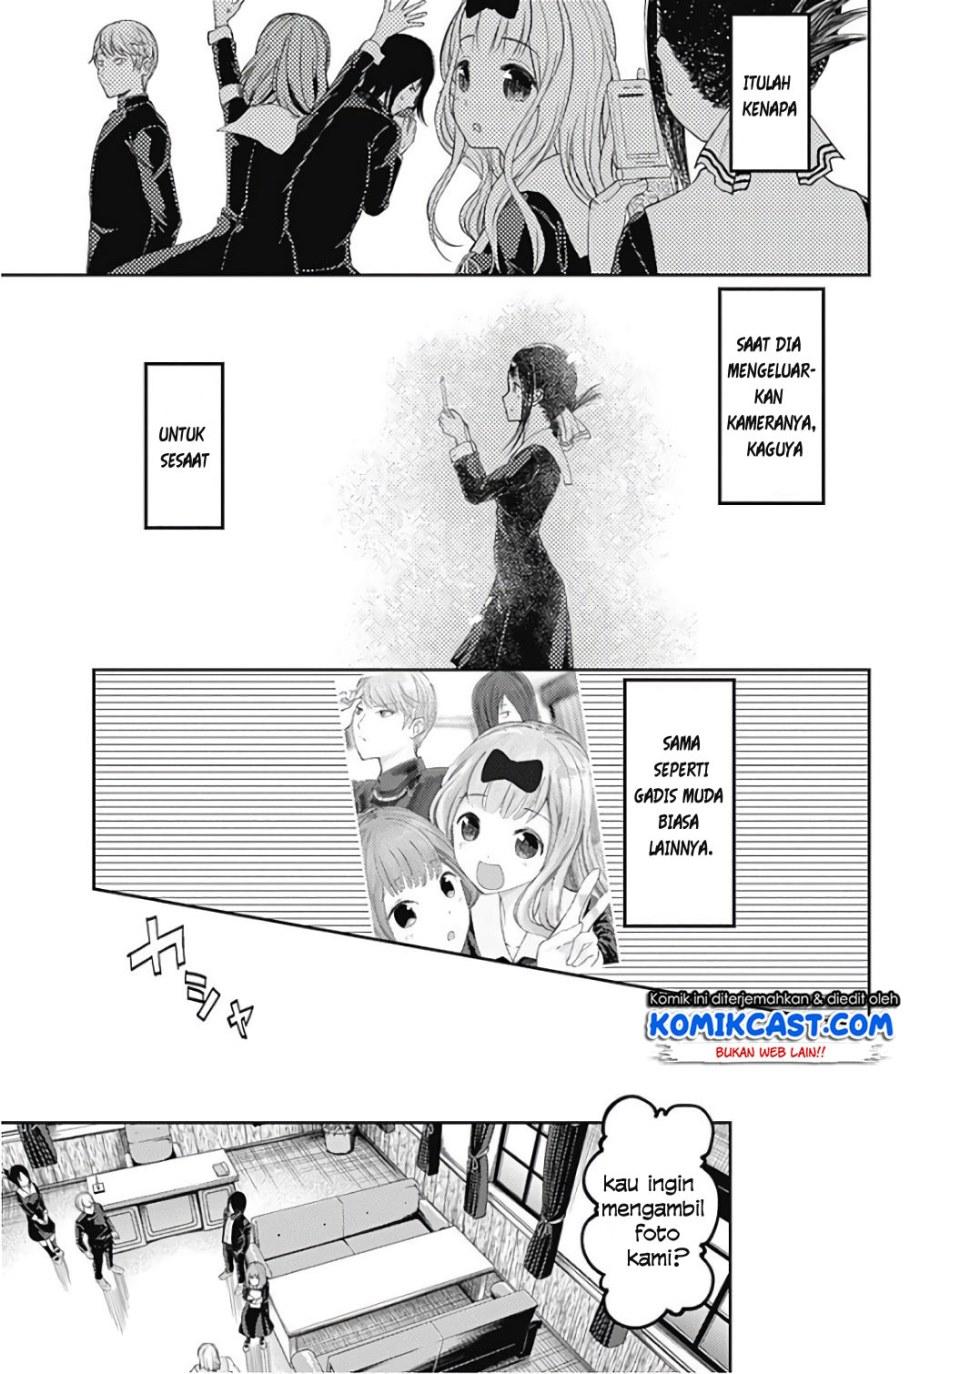 ITULAH
KENAPA
SAAT DIA
MENGELUAR-
KAN
KAMERANYA,
KAGUYA
UNTUK
SESAAT
SAMA
SEPERTI
GADIS MUDA
BIASA
LAINNYA.
カシャ
Komik ini diterjemahkan & diedit oleh
KOMIKCAST.COM
BUKAN WEB LAIN!!
kau ingin
mengambil
foto
kami?